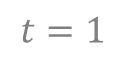 t = 1